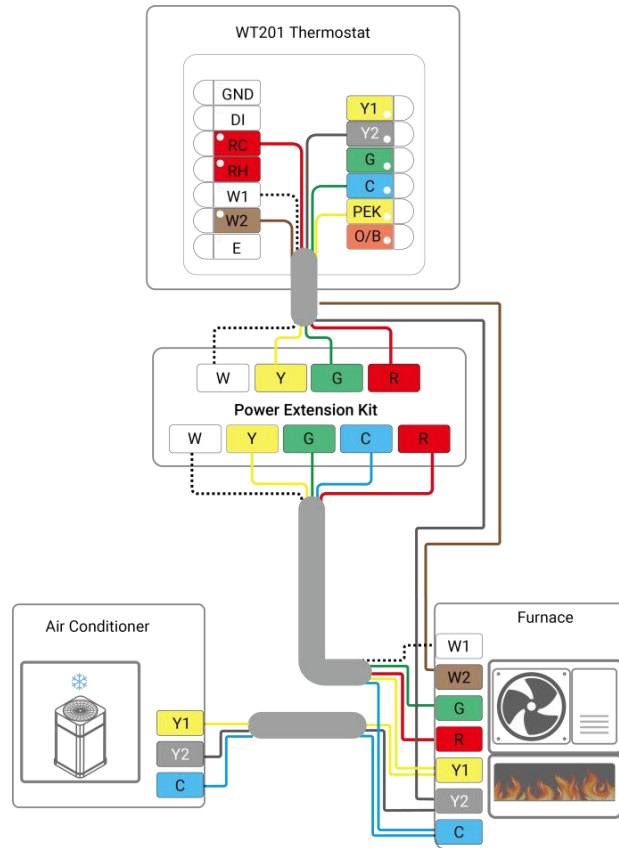 WT201 Thermostat
GND
DI
RC
RH
W1
W2
E
Y1
Y2
G
C
PEK
O/B
W
Y
G
R
Power Extension Kit
W
Y
G
C
R
Air Conditioner
Y1
Y2
C
Furnace
W1
W2
G
R
Y1
Y2
C